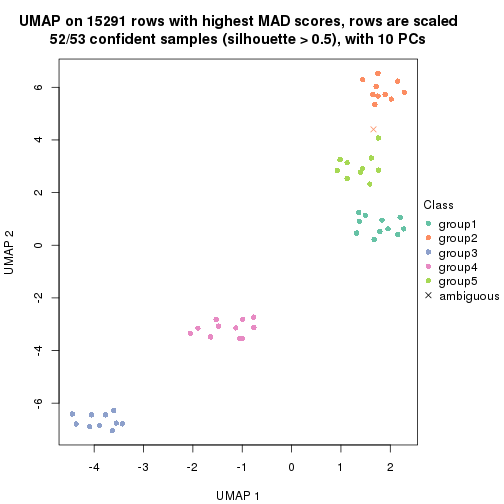 UMAP on 15291 rows with highest MAD scores, rows are scaled
52/53 confident samples (silhouette > 0.5), with 10 PCs
6
4
2
0
-2
-4
-6
UMAP 2
-4
-3
-2
-1
0
1
2
UMAP 1
Class
group1
group2
group3
group4
group5
ambiguous